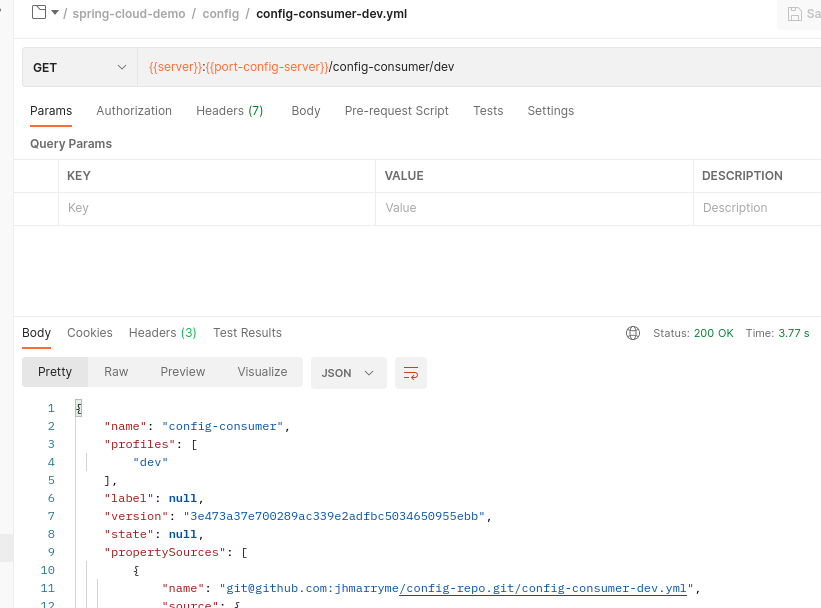 / spring-cloud-demo / config / config-consumer-dev.yml Sa
GET {{server}}:{{port-config-server}}/config-consumer/dev
Params Authorization Headers (7) Body Pre-request Script Tests Settings
Query Params
KEY VALUE DESCRIPTION
Key Value Description
Body Cookies Headers (3) Test Results Status: 200 OK Time: 3.77 s
Pretty Raw Preview Visualize JSON
1 {
2 "name": "config-consumer",
3 "profiles": [
4 "dev"
5 ],
6 "label": null,
7 "version": "3e473a37e700289ac339e2adfbc5034650955ebb",
8 "state": null,
9 "propertySources": [
10 {
11 "name": "git@github.com:jhmarryme/config-repo.git/config-consumer-dev.yml",
12 "source": {